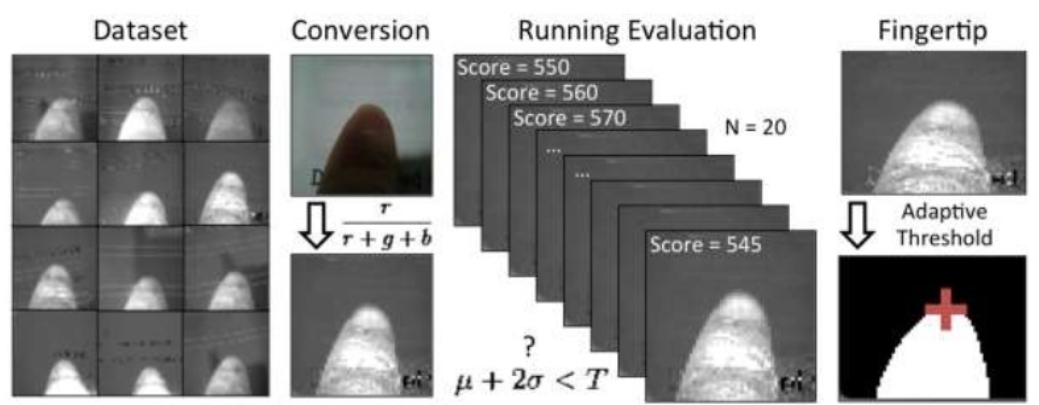 Dataset
Conversion
r
r + g + b
Running Evaluation
Score = 550
Score = 560
Score = 570
...
...
Score = 545
N = 20
?
μ + 2σ < T
Fingertip
Adaptive
Threshold